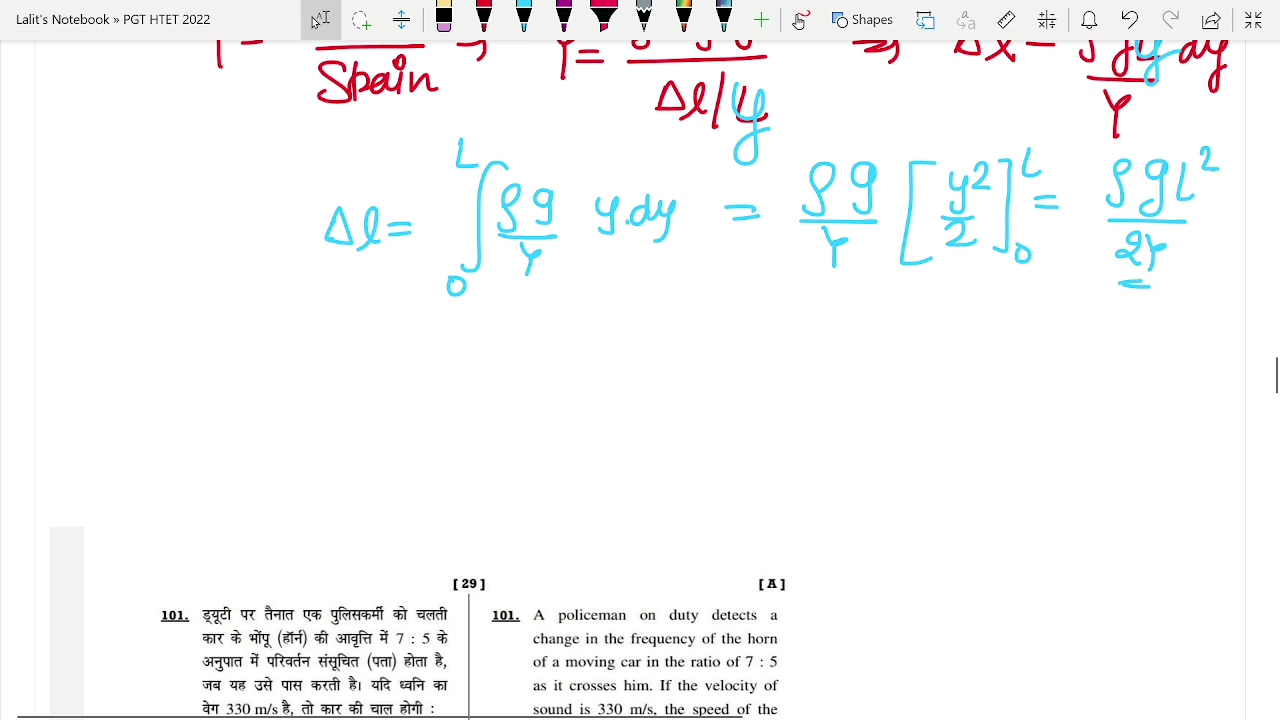 Lalit's Notebook » PGT HTET 2022
Shapes
Strain
Δl/y
Y
Δl = ∫₀ᴸ ρg/Y y.dy = ρg/Y [y²/2]₀ᴸ = ρgL²/2Y
[ 29 ]
[ A ]
101. ड्यूटी पर तैनात एक पुलिसकर्मी को चलती
कार के भोंपू (हॉर्न) की आवृत्ति में 7 : 5 के
अनुपात में परिवर्तन संसूचित (पता) होता है,
जब यह उसे पास करती है। यदि ध्वनि का
वेग 330 m/s है, तो कार की चाल होगी :
101. A policeman on duty detects a
change in the frequency of the horn
of a moving car in the ratio of 7 : 5
as it crosses him. If the velocity of
sound is 330 m/s, the speed of the